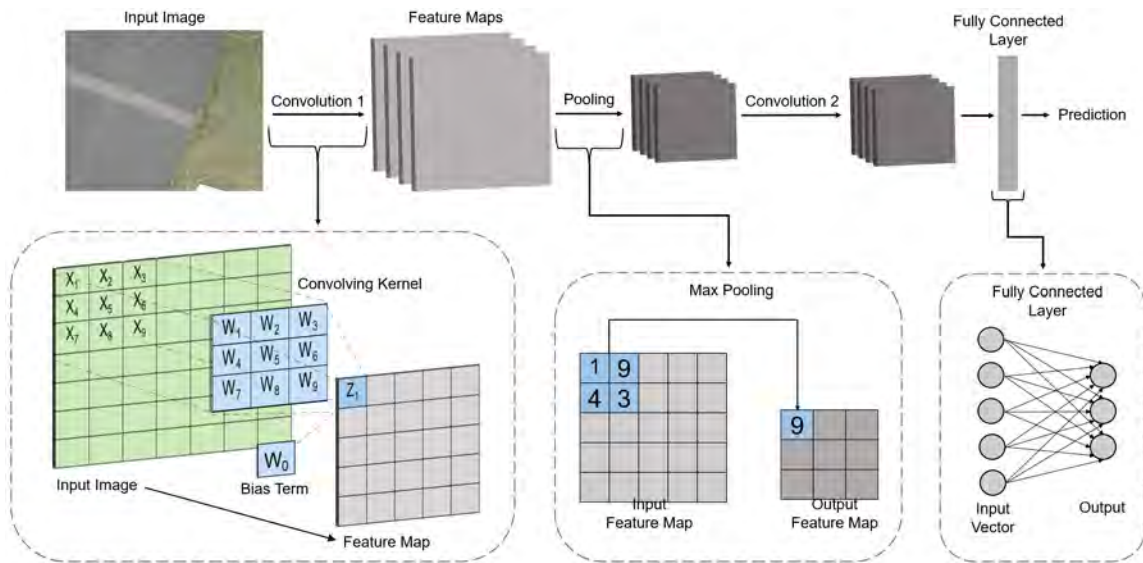 Input Image
Feature Maps
Fully Connected
Layer
Convolution 1
Pooling
Convolution 2
Prediction
X₁ X₂ X₃
X₄ X₅ X₆
X₇ X₈ X₉
Convolving Kernel
W₁ W₂ W₃
W₄ W₅ W₆
W₇ W₈ W₉
Z₁
W₀
Bias Term
Input Image
Feature Map
Max Pooling
1 9
4 3
9
Input
Feature Map
Output
Feature Map
Fully Connected
Layer
Input
Vector
Output